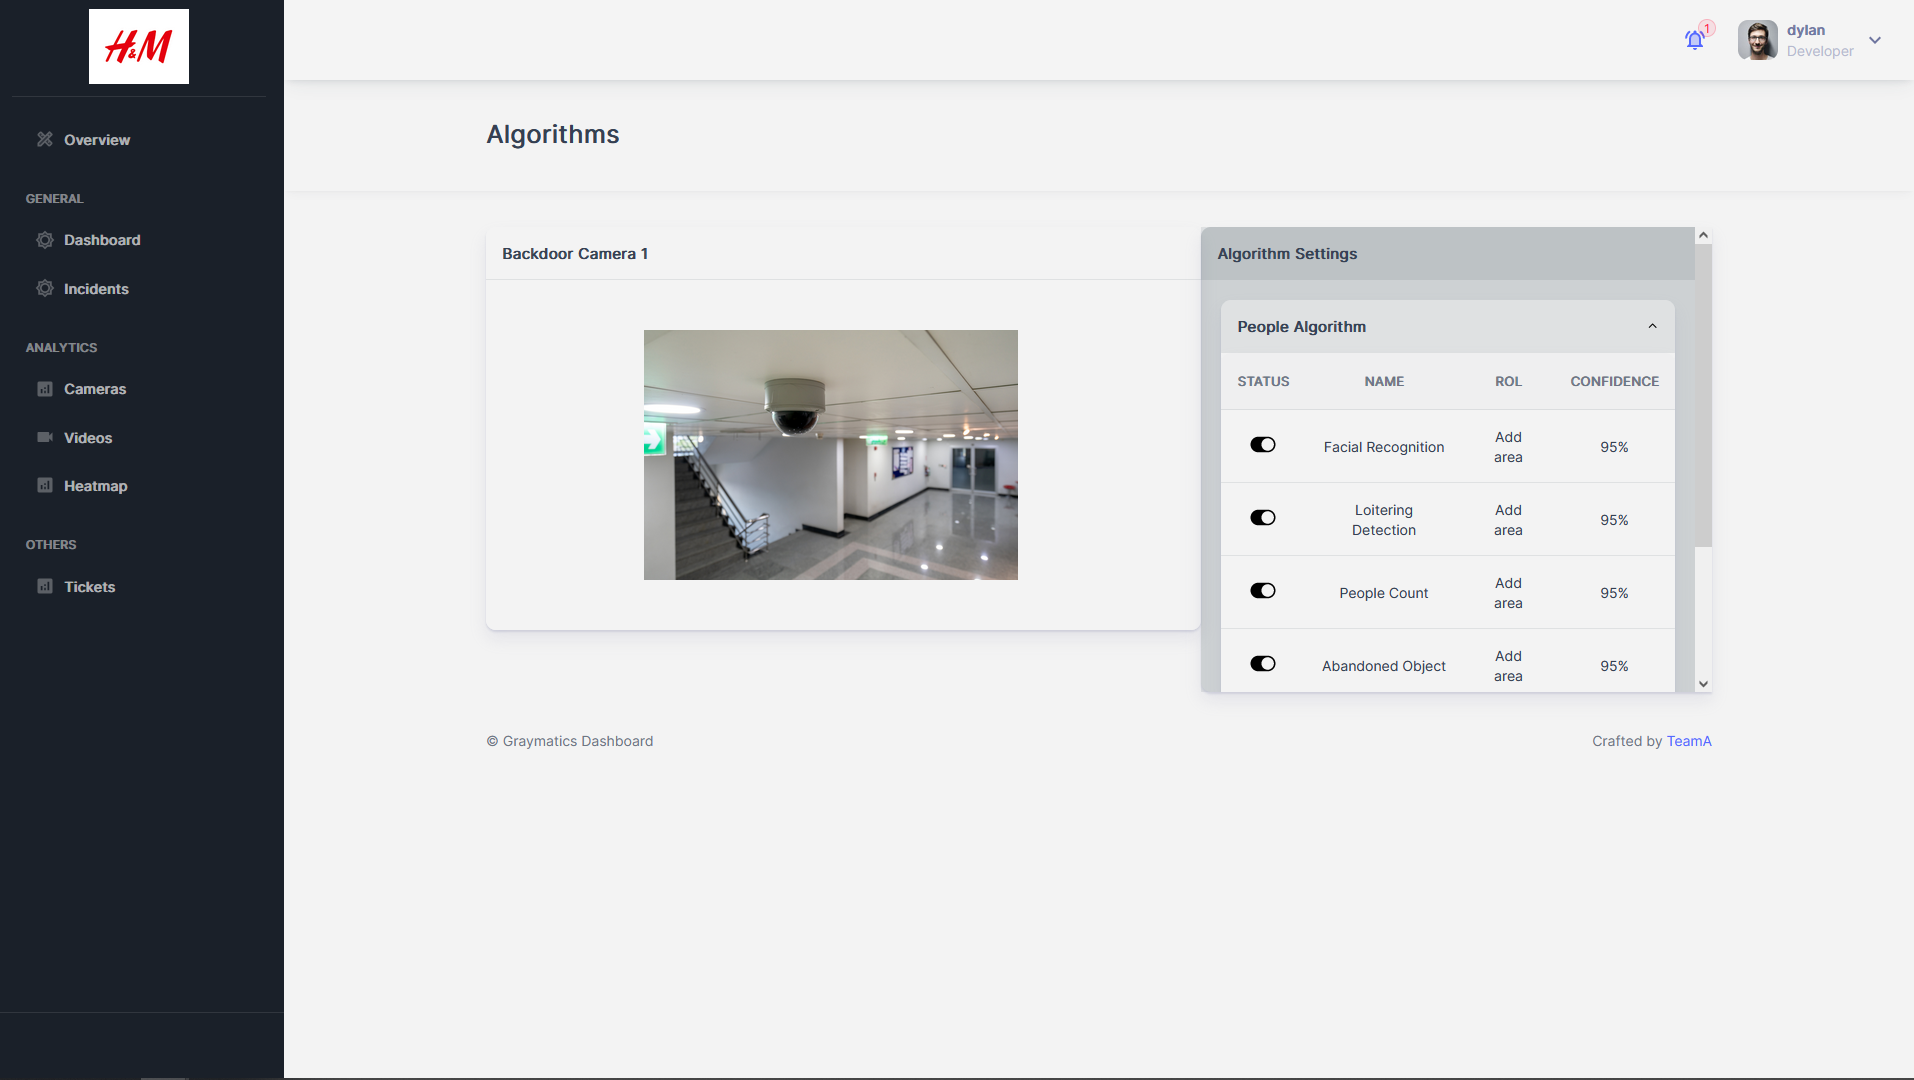 H&M
1
dylan
Developer
Overview
GENERAL
Dashboard
Incidents
ANALYTICS
Cameras
Videos
Heatmap
OTHERS
Tickets
Algorithms
Backdoor Camera 1
Algorithm Settings
People Algorithm
STATUS NAME ROL CONFIDENCE
Facial Recognition Add area 95%
Loitering Detection Add area 95%
People Count Add area 95%
Abandoned Object Add area 95%
© Graymatics Dashboard
Crafted by TeamA